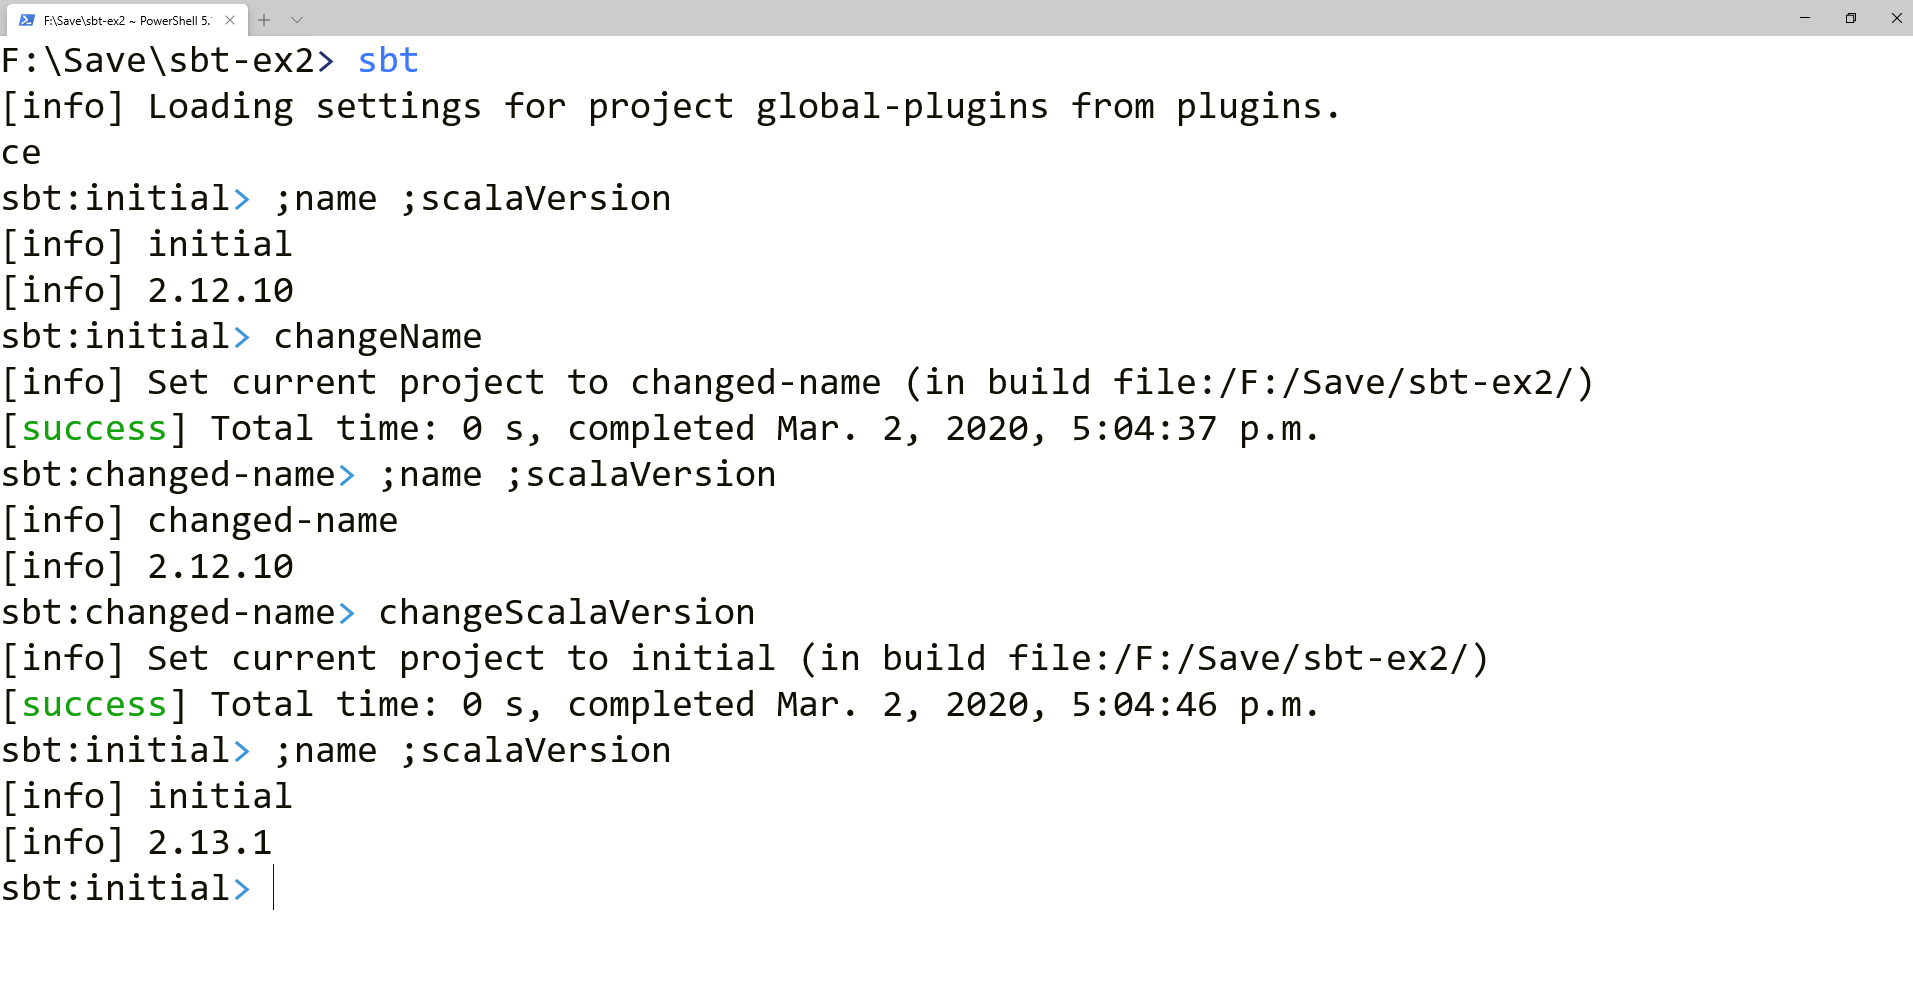 F:\Save\sbt-ex2 ~ PowerShell 5.
F:\Save\sbt-ex2> sbt
[info] Loading settings for project global-plugins from plugins.
ce
sbt:initial> ;name ;scalaVersion
[info] initial
[info] 2.12.10
sbt:initial> changeName
[info] Set current project to changed-name (in build file:/F:/Save/sbt-ex2/)
[success] Total time: 0 s, completed Mar. 2, 2020, 5:04:37 p.m.
sbt:changed-name> ;name ;scalaVersion
[info] changed-name
[info] 2.12.10
sbt:changed-name> changeScalaVersion
[info] Set current project to initial (in build file:/F:/Save/sbt-ex2/)
[success] Total time: 0 s, completed Mar. 2, 2020, 5:04:46 p.m.
sbt:initial> ;name ;scalaVersion
[info] initial
[info] 2.13.1
sbt:initial>